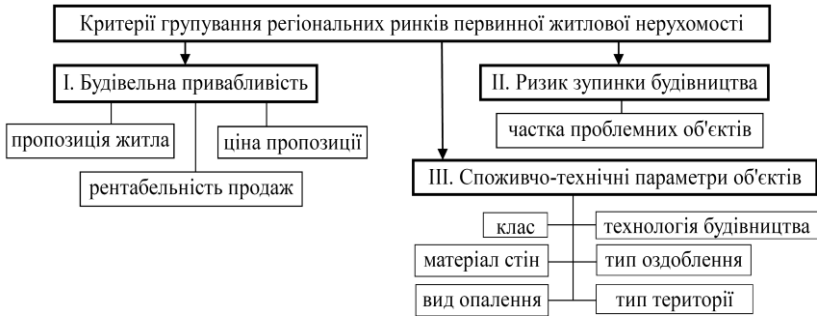 Критерії групування регіональних ринків первинної житлової нерухомості
І. Будівельна привабливість
ІІ. Ризик зупинки будівництва
пропозиція житла
ціна пропозиції
частка проблемних об'єктів
рентабельність продаж
ІІІ. Споживчо-технічні параметри об'єктів
клас
технологія будівництва
матеріал стін
тип оздоблення
вид опалення
тип території